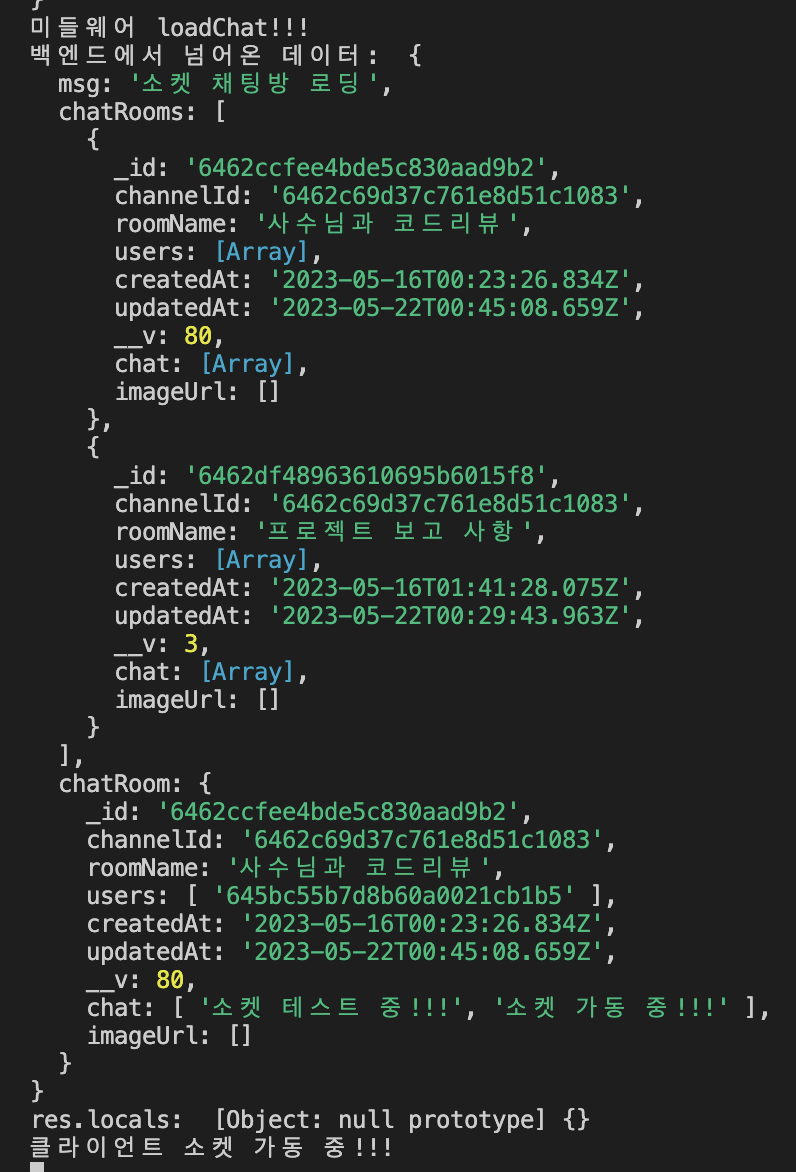 }
미들웨어 loadChat!!!
백엔드에서 넘어온 데이터:  {
  msg: '소켓 채팅방 로딩',
  chatRooms: [
    {
      _id: '6462ccfee4bde5c830aad9b2',
      channelId: '6462c69d37c761e8d51c1083',
      roomName: '사수님과 코드리뷰',
      users: [Array],
      createdAt: '2023-05-16T00:23:26.834Z',
      updatedAt: '2023-05-22T00:45:08.659Z',
      __v: 80,
      chat: [Array],
      imageUrl: []
    },
    {
      _id: '6462df48963610695b6015f8',
      channelId: '6462c69d37c761e8d51c1083',
      roomName: '프로젝트 보고 사항',
      users: [Array],
      createdAt: '2023-05-16T01:41:28.075Z',
      updatedAt: '2023-05-22T00:29:43.963Z',
      __v: 3,
      chat: [Array],
      imageUrl: []
    }
  ],
  chatRoom: {
    _id: '6462ccfee4bde5c830aad9b2',
    channelId: '6462c69d37c761e8d51c1083',
    roomName: '사수님과 코드리뷰',
    users: [ '645bc55b7d8b60a0021cb1b5' ],
    createdAt: '2023-05-16T00:23:26.834Z',
    updatedAt: '2023-05-22T00:45:08.659Z',
    __v: 80,
    chat: [ '소켓 테스트 중!!!', '소켓 가동 중!!!' ],
    imageUrl: []
  }
}
res.locals:  [Object: null prototype] {}
클라이언트 소켓 가동 중!!!